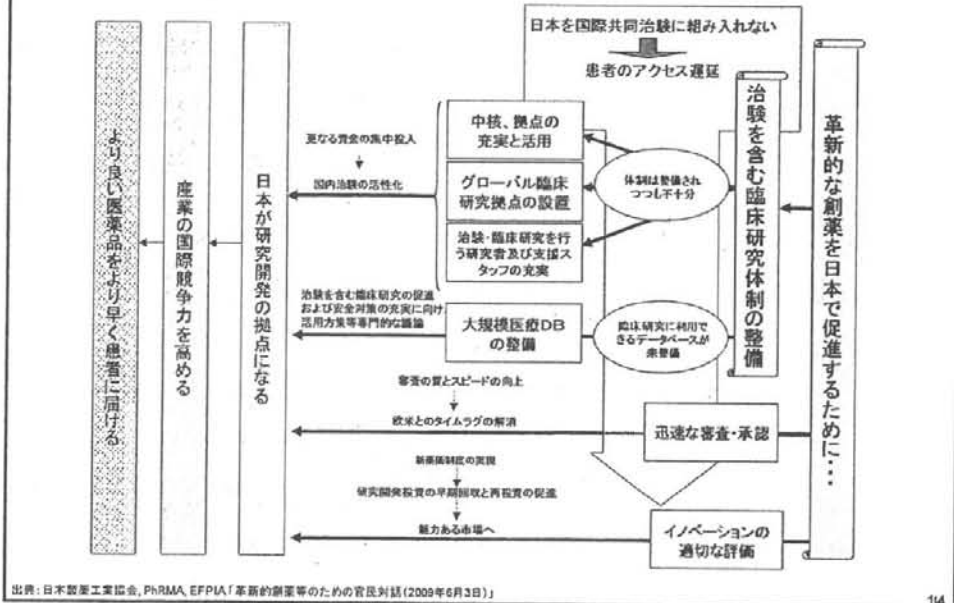 日本を国際共同治験に組み入れない
患者のアクセス遅延
革新的な創薬を日本で促進するために・・・
治験を含む臨床研究体制の整備
中核、拠点の
充実と活用
グローバル臨床
研究拠点の設置
治験・臨床研究を行
う研究者及び支援ス
タッフの充実
体制は整備され
つつも不十分
更なる資金の集中投入
国内治験の活性化
治験を含む臨床研究の促進
および安全対策の充実に向け、
活用方策等専門的な議論
大規模医療DB
の整備
臨床研究に利用で
きるデータベースが
未整備
審査の質とスピードの向上
欧米とのタイムラグの解消
迅速な審査・承認
新薬価制度の実現
研究開発投資の早期回収と再投資の促進
魅力ある市場へ
イノベーションの
適切な評価
日本が研究開発の拠点になる
産業の国際競争力を高める
より良い医薬品をより早く患者に届ける
出典:日本製薬工業協会, PhRMA, EFPIA「革新的創薬等のための官民対話(2009年6月3日)」
14